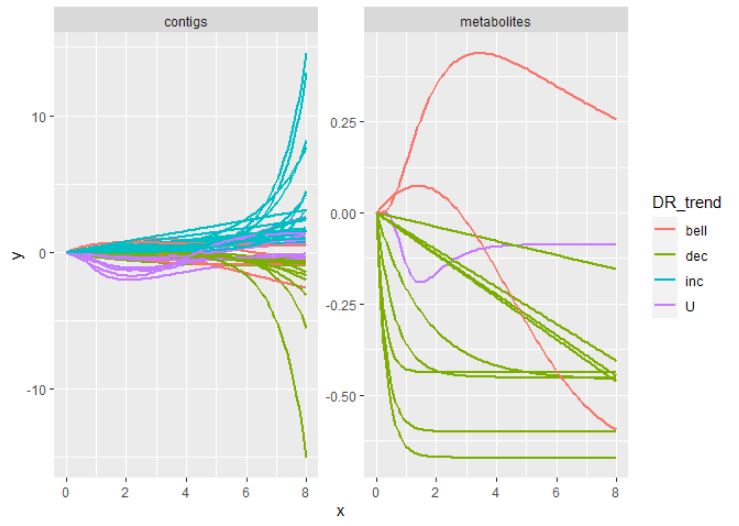 contigs
metabolites
10
0
-10
0.25
0.00
-0.25
-0.50
y
0 2 4 6 8
0 2 4 6 8
x
DR_trend
bell
dec
inc
U